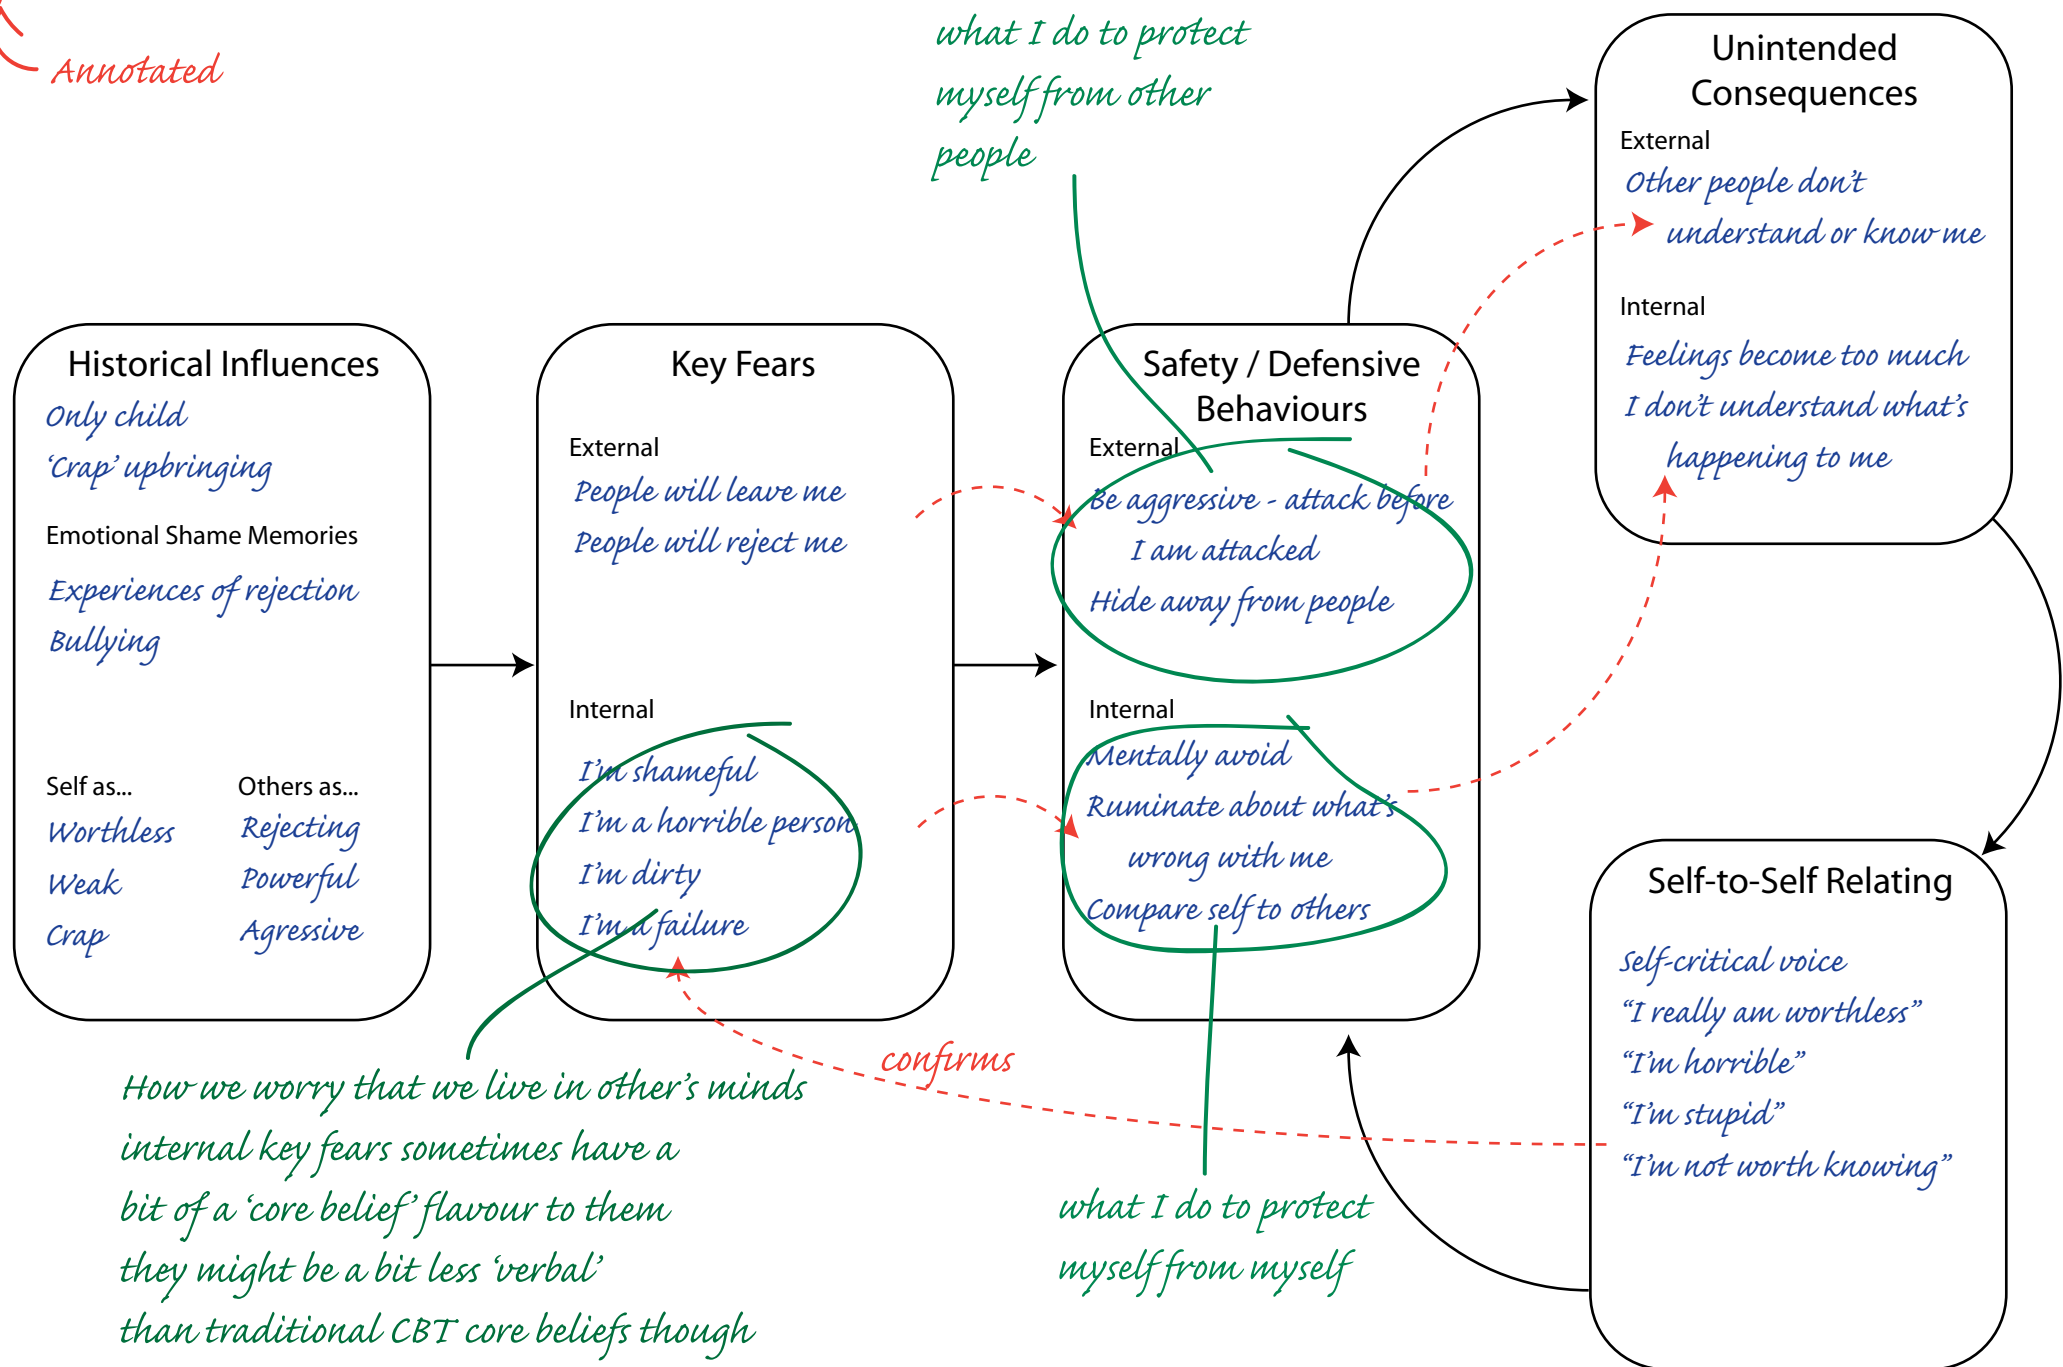 Annotated
what I do to protect
myself from other
people
Historical Influences
Only child
‘Crap’ upbringing
Emotional Shame Memories
Experiences of rejection
Bullying
Self as...
Worthless
Weak
Crap
Others as...
Rejecting
Powerful
Agressive
Key Fears
External
People will leave me
People will reject me
Internal
I’m shameful
I’m a horrible person
I’m dirty
I’m a failure
How we worry that we live in other’s minds
internal key fears sometimes have a
bit of a ‘core belief’ flavour to them
they might be a bit less ‘verbal’
than traditional CBT core beliefs though
Safety / Defensive
Behaviours
External
Be aggressive - attack before
I am attacked
Hide away from people
Internal
Mentally avoid
Ruminate about what’s
wrong with me
Compare self to others
what I do to protect
myself from myself
Unintended
Consequences
External
Other people don’t
understand or know me
Internal
Feelings become too much
I don’t understand what’s
happening to me
Self-to-Self Relating
Self-critical voice
“I really am worthless”
“I’m horrible”
“I’m stupid”
“I’m not worth knowing”
confirms